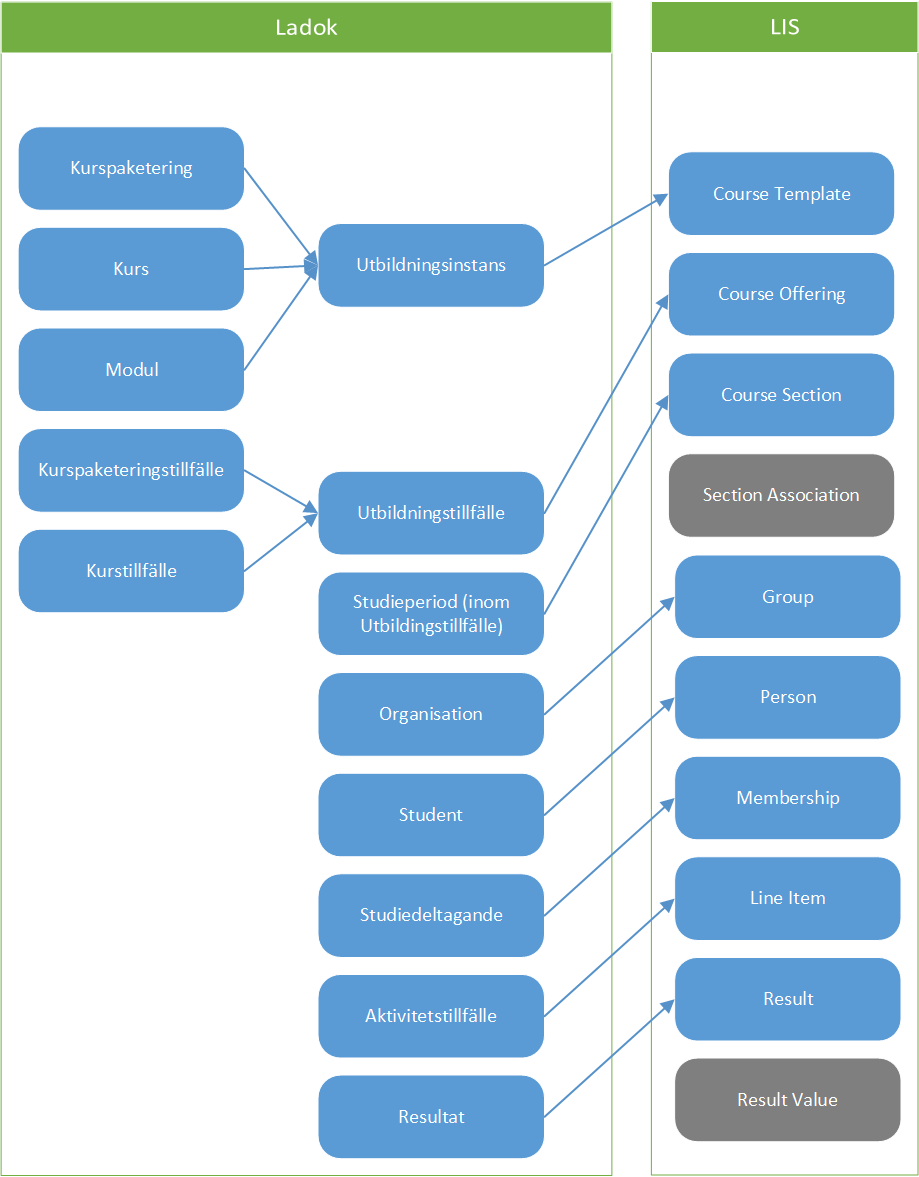 Ladok
LIS
Kurspaketering
Kurs
Modul
Kurspaketeringstillfälle
Kurstillfälle
Utbildningsinstans
Utbildningstillfälle
Studieperiod (inom
Utbildingstillfälle)
Organisation
Student
Studiedeltagande
Aktivitetstillfälle
Resultat
Course Template
Course Offering
Course Section
Section Association
Group
Person
Membership
Line Item
Result
Result Value